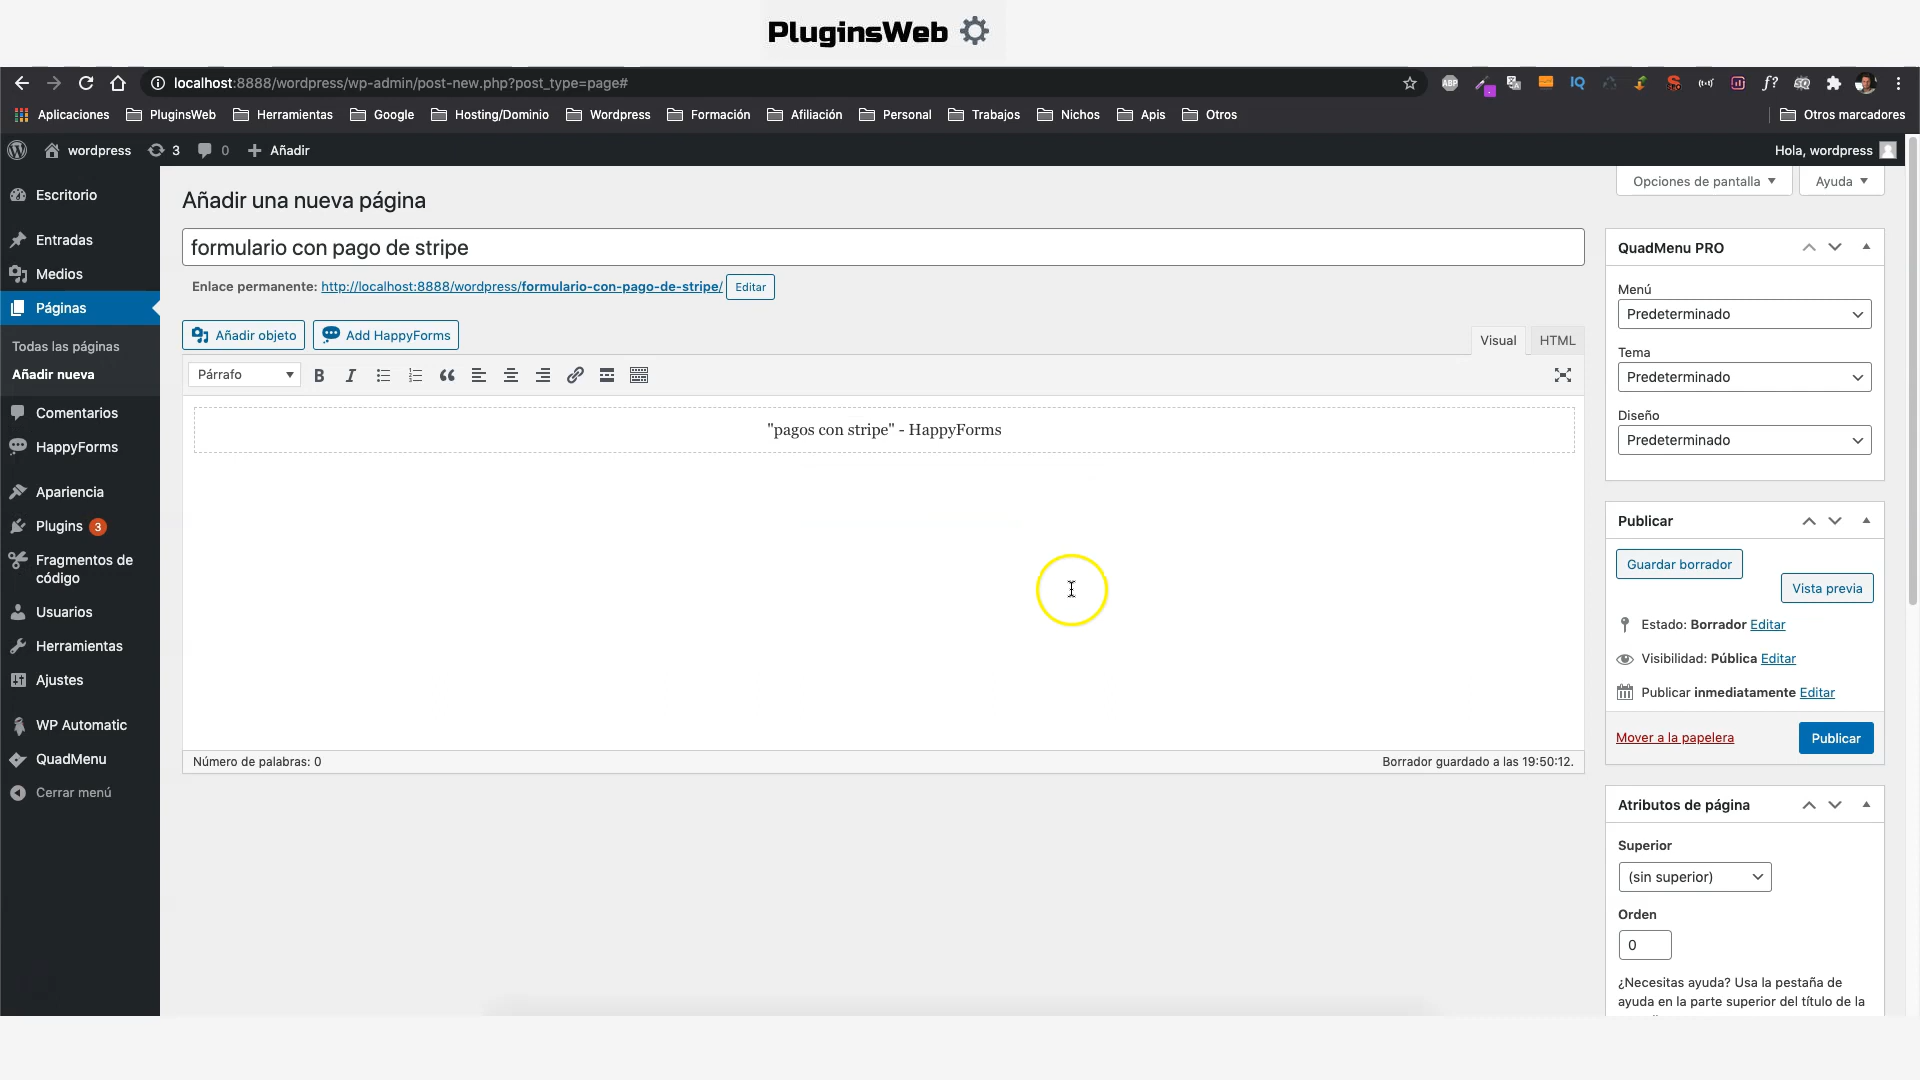 PluginsWeb
localhost:8888/wordpress/wp-admin/post-new.php?post_type=page#
Aplicaciones PluginsWeb Herramientas Google Hosting/Dominio Wordpress Formación Afiliación Personal Trabajos Nichos Apis Otros Otros marcadores
wordpress 3 0 Añadir Hola, wordpress
Opciones de pantalla Ayuda
Escritorio
Entradas
Medios
Páginas
Todas las páginas
Añadir nueva
Comentarios
HappyForms
Apariencia
Plugins 3
Fragmentos de
código
Usuarios
Herramientas
Ajustes
WP Automatic
QuadMenu
Cerrar menú
Añadir una nueva página
formulario con pago de stripe
Enlace permanente: http://localhost:8888/wordpress/formulario-con-pago-de-stripe/ Editar
Añadir objeto Add HappyForms
Visual HTML
Párrafo B I
"pagos con stripe" - HappyForms
Número de palabras: 0 Borrador guardado a las 19:50:12.
QuadMenu PRO
Menú
Predeterminado
Tema
Predeterminado
Diseño
Predeterminado
Publicar
Guardar borrador
Vista previa
Estado: Borrador Editar
Visibilidad: Pública Editar
Publicar inmediatamente Editar
Mover a la papelera Publicar
Atributos de página
Superior
(sin superior)
Orden
0
¿Necesitas ayuda? Usa la pestaña de
ayuda en la parte superior del título de la